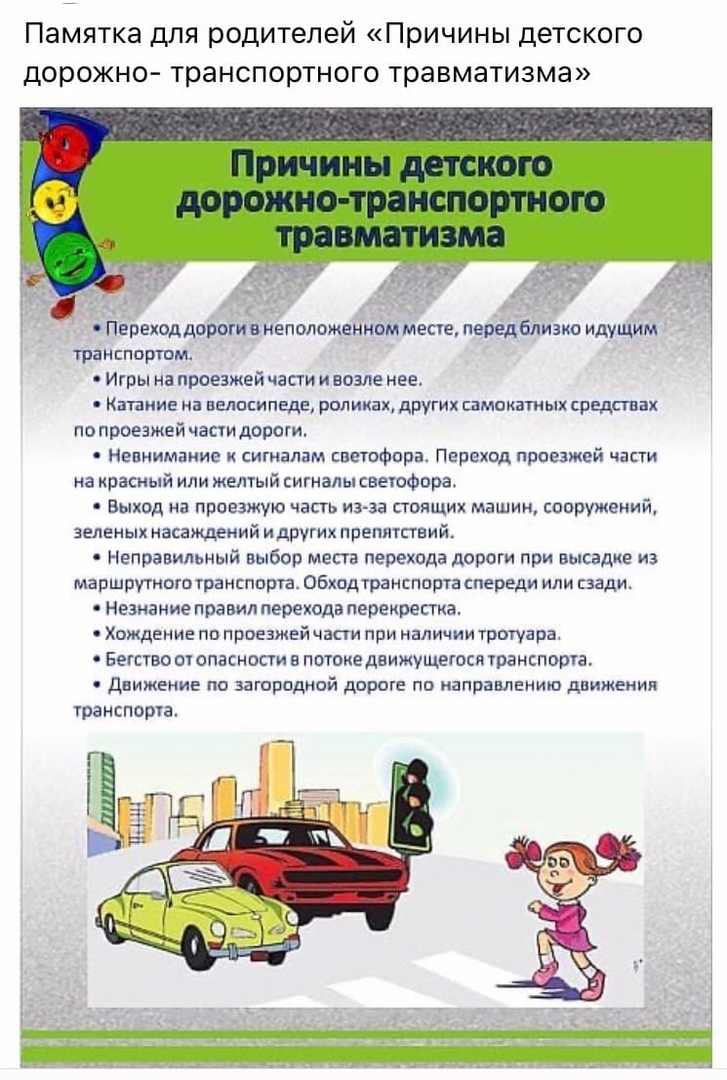 Памятка для родителей «Причины детского
дорожно- транспортного травматизма»
Причины детского
дорожно-транспортного
травматизма
• Переход дороги в неположенном месте, перед близко идущим
транспортом.
• Игры на проезжей части и возле нее.
• Катание на велосипеде, роликах, других самокатных средствах
по проезжей части дороги.
• Невнимание к сигналам светофора. Переход проезжей части
на красный или желтый сигналы светофора.
• Выход на проезжую часть из-за стоящих машин, сооружений,
зеленых насаждений и других препятствий.
• Неправильный выбор места перехода дороги при высадке из
маршрутного транспорта. Обход транспорта спереди или сзади.
• Незнание правил перехода перекрестка.
• Хождение по проезжей части при наличии тротуара.
• Бегство от опасности в потоке движущегося транспорта.
• Движение по загородной дороге по направлению движения
транспорта.